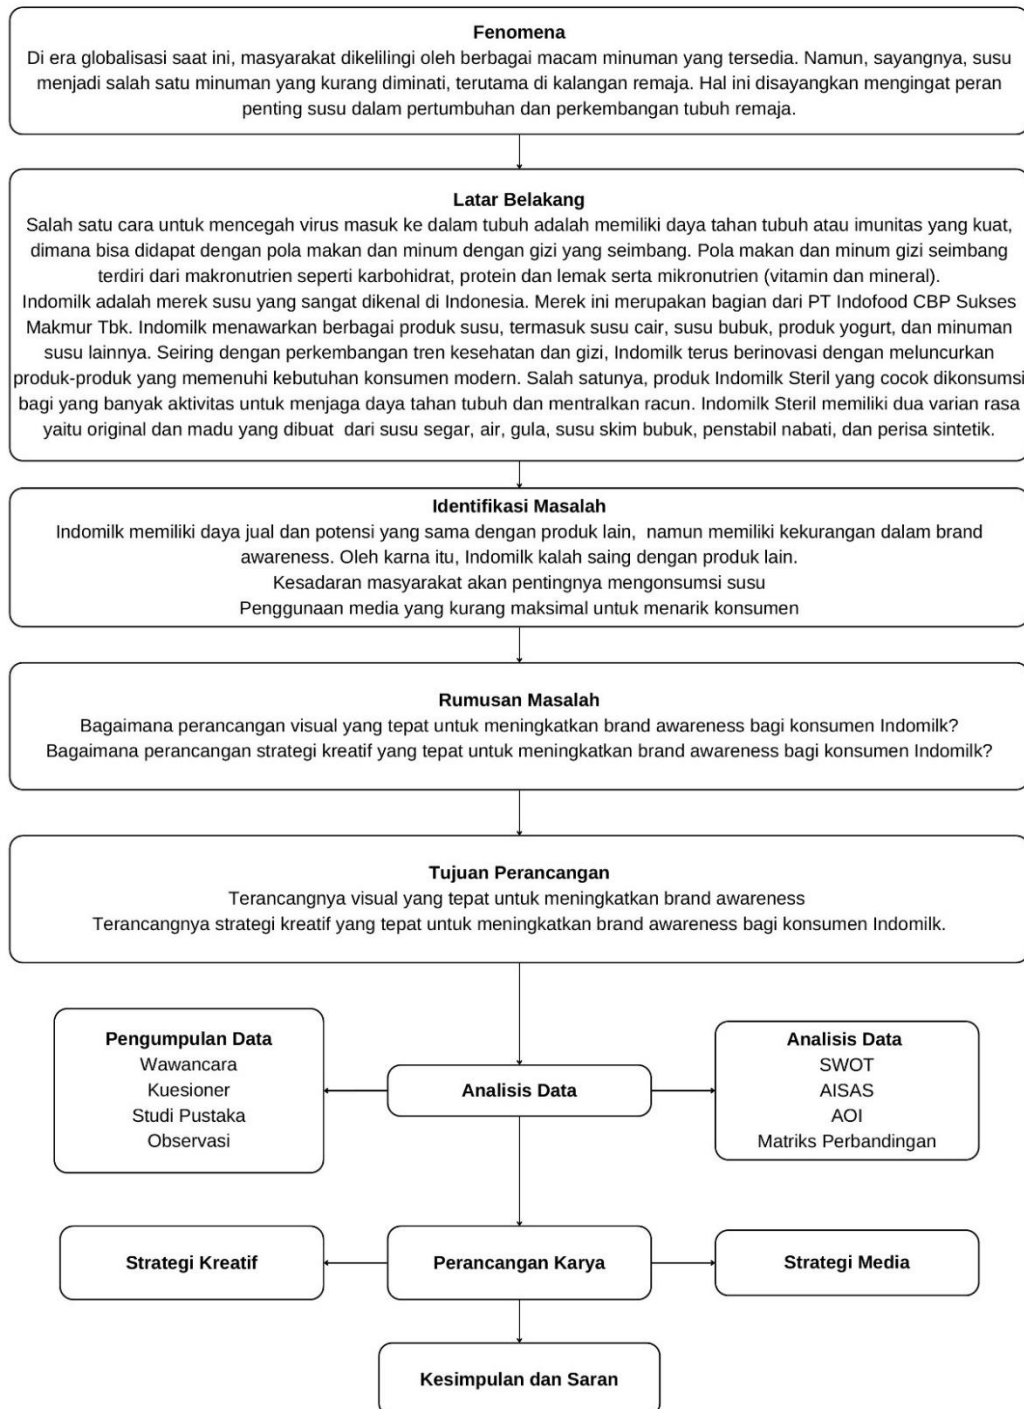 Fenomena
Di era globalisasi saat ini, masyarakat dikelilingi oleh berbagai macam minuman yang tersedia. Namun, sayangnya, susu
menjadi salah satu minuman yang kurang diminati, terutama di kalangan remaja. Hal ini disayangkan mengingat peran
penting susu dalam pertumbuhan dan perkembangan tubuh remaja.
Latar Belakang
Salah satu cara untuk mencegah virus masuk ke dalam tubuh adalah memiliki daya tahan tubuh atau imunitas yang kuat,
dimana bisa didapat dengan pola makan dan minum dengan gizi yang seimbang. Pola makan dan minum gizi seimbang
terdiri dari makronutrien seperti karbohidrat, protein dan lemak serta mikronutrien (vitamin dan mineral).
Indomilk adalah merek susu yang sangat dikenal di Indonesia. Merek ini merupakan bagian dari PT Indofood CBP Sukses
Makmur Tbk. Indomilk menawarkan berbagai produk susu, termasuk susu cair, susu bubuk, produk yogurt, dan minuman
susu lainnya. Seiring dengan perkembangan tren kesehatan dan gizi, Indomilk terus berinovasi dengan meluncurkan
produk-produk yang memenuhi kebutuhan konsumen modern. Salah satunya, produk Indomilk Steril yang cocok dikonsumsi
bagi yang banyak aktivitas untuk menjaga daya tahan tubuh dan mentralkan racun. Indomilk Steril memiliki dua varian rasa
yaitu original dan madu yang dibuat dari susu segar, air, gula, susu skim bubuk, penstabil nabati, dan perisa sintetik.
Identifikasi Masalah
Indomilk memiliki daya jual dan potensi yang sama dengan produk lain, namun memiliki kekurangan dalam brand
awareness. Oleh karna itu, Indomilk kalah saing dengan produk lain.
Kesadaran masyarakat akan pentingnya mengonsumsi susu
Penggunaan media yang kurang maksimal untuk menarik konsumen
Rumusan Masalah
Bagaimana perancangan visual yang tepat untuk meningkatkan brand awareness bagi konsumen Indomilk?
Bagaimana perancangan strategi kreatif yang tepat untuk meningkatkan brand awareness bagi konsumen Indomilk?
Tujuan Perancangan
Terancangnya visual yang tepat untuk meningkatkan brand awareness
Terancangnya strategi kreatif yang tepat untuk meningkatkan brand awareness bagi konsumen Indomilk.
Pengumpulan Data
Wawancara
Kuesioner
Studi Pustaka
Observasi
Analisis Data
Analisis Data
SWOT
AISAS
AOI
Matriks Perbandingan
Strategi Kreatif
Perancangan Karya
Strategi Media
Kesimpulan dan Saran